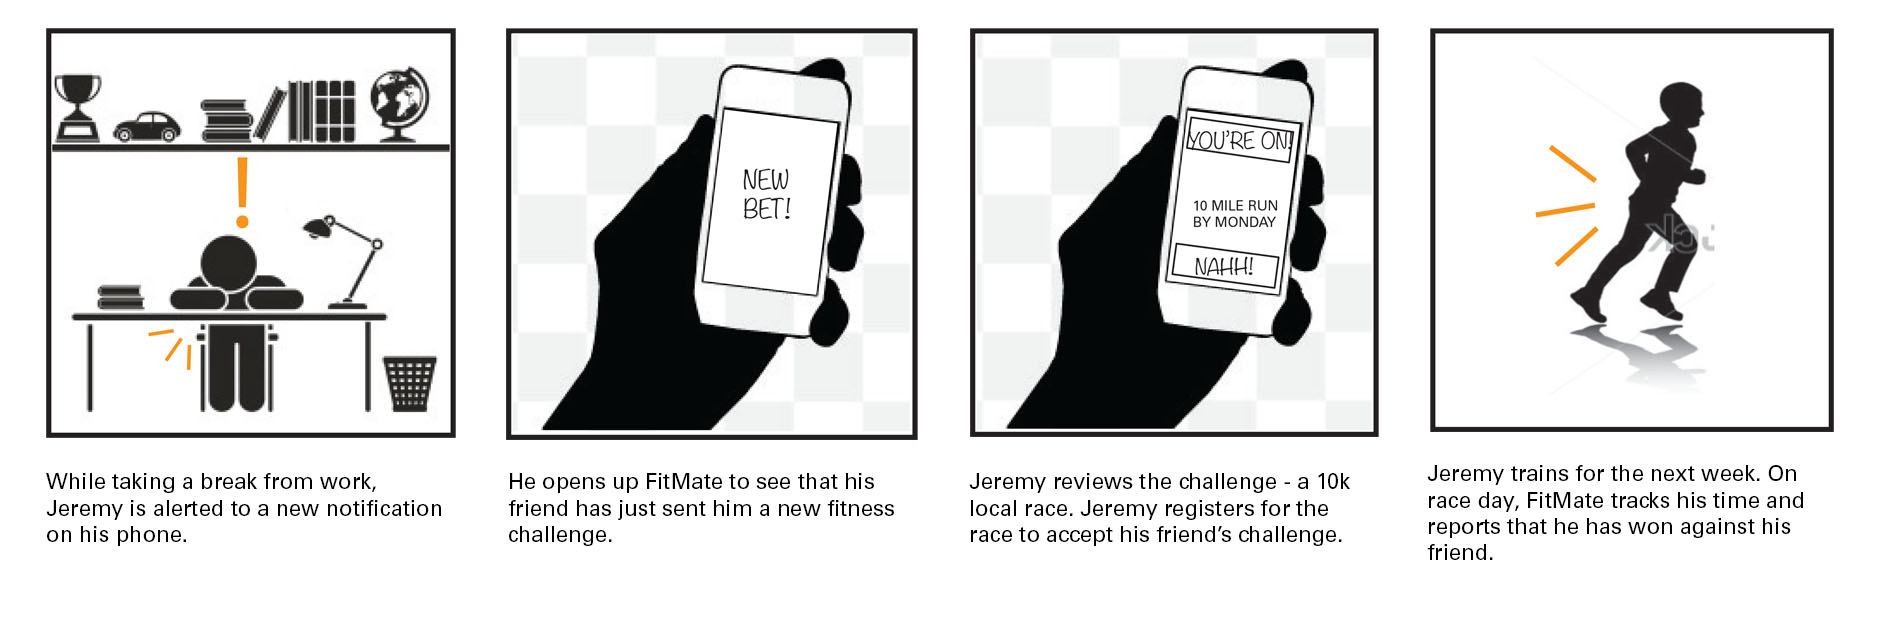 NEW
BET!
YOU'RE ON!
10 MILE RUN
BY MONDAY
NAHH!
While taking a break from work,
Jeremy is alerted to a new notification
on his phone.
He opens up FitMate to see that his
friend has just sent him a new fitness
challenge.
Jeremy reviews the challenge - a 10k
local race. Jeremy registers for the
race to accept his friend’s challenge.
Jeremy trains for the next week. On
race day, FitMate tracks his time and
reports that he has won against his
friend.